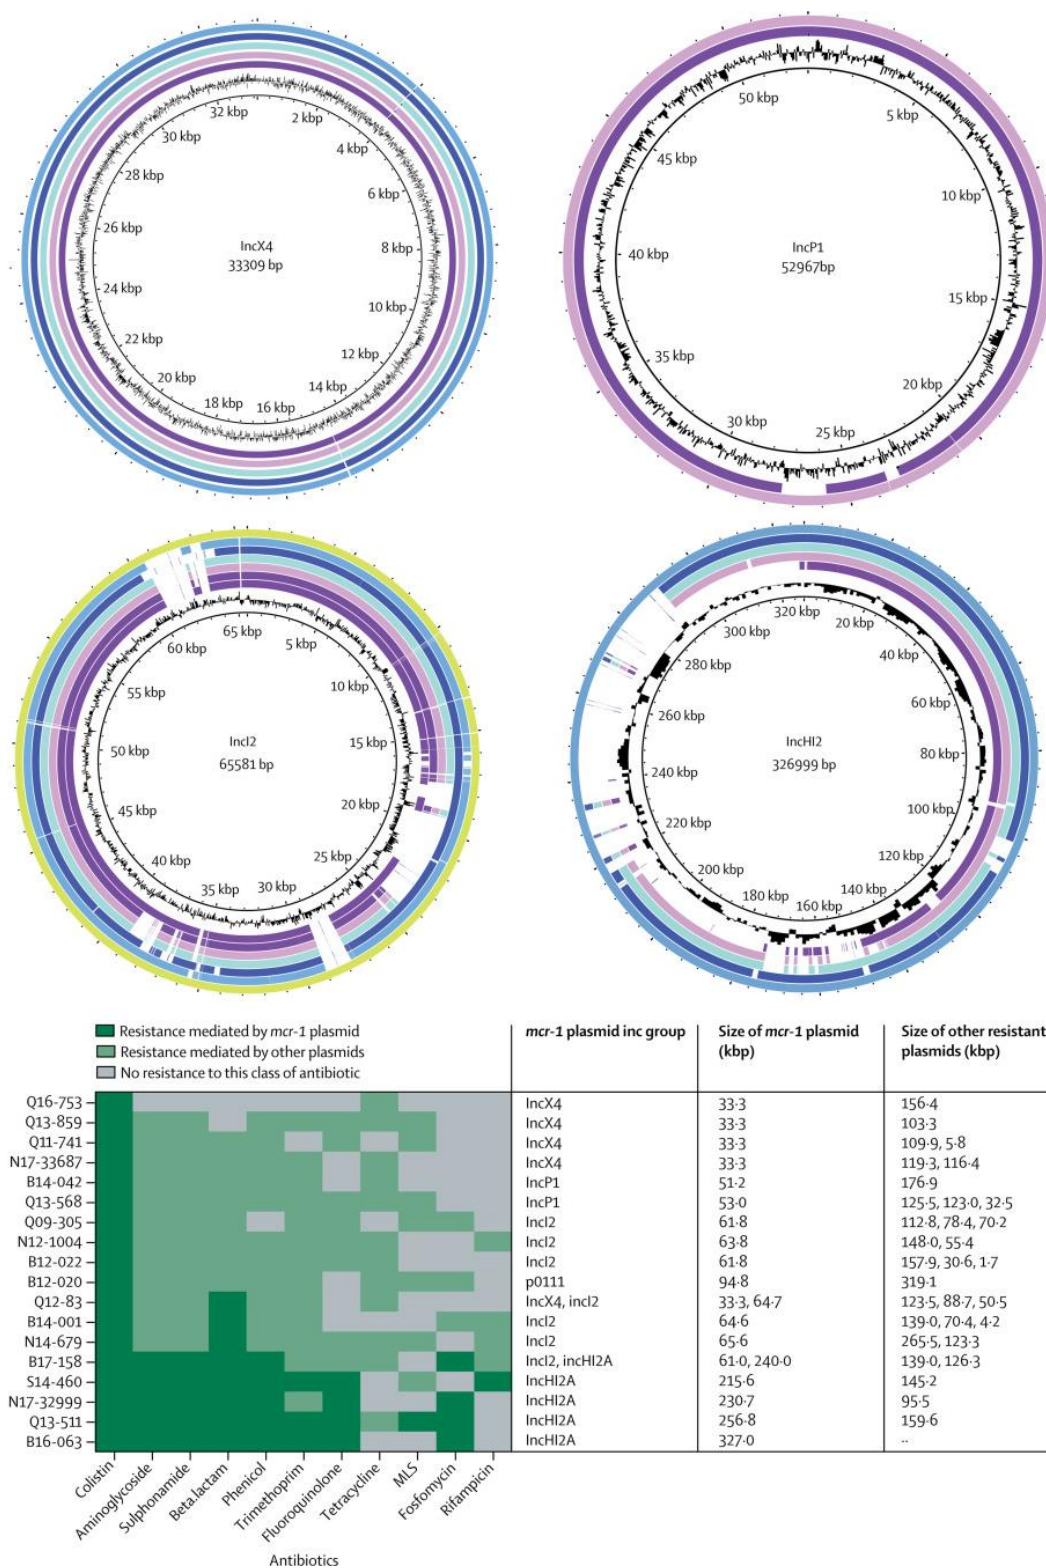 32 kbp
2 kbp
30 kbp
4 kbp
28 kbp
6 kbp
26 kbp
8 kbp
IncX4
33309 bp
24 kbp
10 kbp
22 kbp
12 kbp
20 kbp
14 kbp
18 kbp
16 kbp
50 kbp
5 kbp
45 kbp
10 kbp
40 kbp
IncP1
52967bp
15 kbp
35 kbp
20 kbp
30 kbp
25 kbp
65 kbp
60 kbp
5 kbp
55 kbp
10 kbp
50 kbp
IncI2
65581 bp
15 kbp
45 kbp
20 kbp
40 kbp
25 kbp
35 kbp
30 kbp
320 kbp
20 kbp
300 kbp
40 kbp
280 kbp
60 kbp
260 kbp
IncHI2
326999 bp
80 kbp
240 kbp
100 kbp
220 kbp
120 kbp
200 kbp
140 kbp
180 kbp
160 kbp
Resistance mediated by mcr-1 plasmid
Resistance mediated by other plasmids
No resistance to this class of antibiotic
mcr-1 plasmid inc group
Size of mcr-1 plasmid
(kbp)
Size of other resistant
plasmids (kbp)
Q16-753 IncX4 33·3 156·4
Q13-859 IncX4 33·3 103·3
Q11-741 IncX4 33·3 109·9, 5·8
N17-33687 IncX4 33·3 119·3, 116·4
B14-042 IncP1 51·2 176·9
Q13-568 IncP1 53·0 125·5, 123·0, 32·5
Q09-305 IncI2 61·8 112·8, 78·4, 70·2
N12-1004 IncI2 63·8 148·0, 55·4
B12-022 IncI2 61·8 157·9, 30·6, 1·7
B12-020 p0111 94·8 319·1
Q12-83 IncX4, incI2 33·3, 64·7 123·5, 88·7, 50·5
B14-001 IncI2 64·6 139·0, 70·4, 4·2
N14-679 IncI2 65·6 265·5, 123·3
B17-158 IncI2, incHI2A 61·0, 240·0 139·0, 126·3
S14-460 IncHI2A 215·6 145·2
N17-32999 IncHI2A 230·7 95·5
Q13-511 IncHI2A 256·8 159·6
B16-063 IncHI2A 327·0 ··
Colistin
Aminoglycoside
Sulphonamide
Beta.lactam
Phenicol
Trimethoprim
Fluoroquinolone
Tetracycline
MLS
Fosfomycin
Rifampicin
Antibiotics